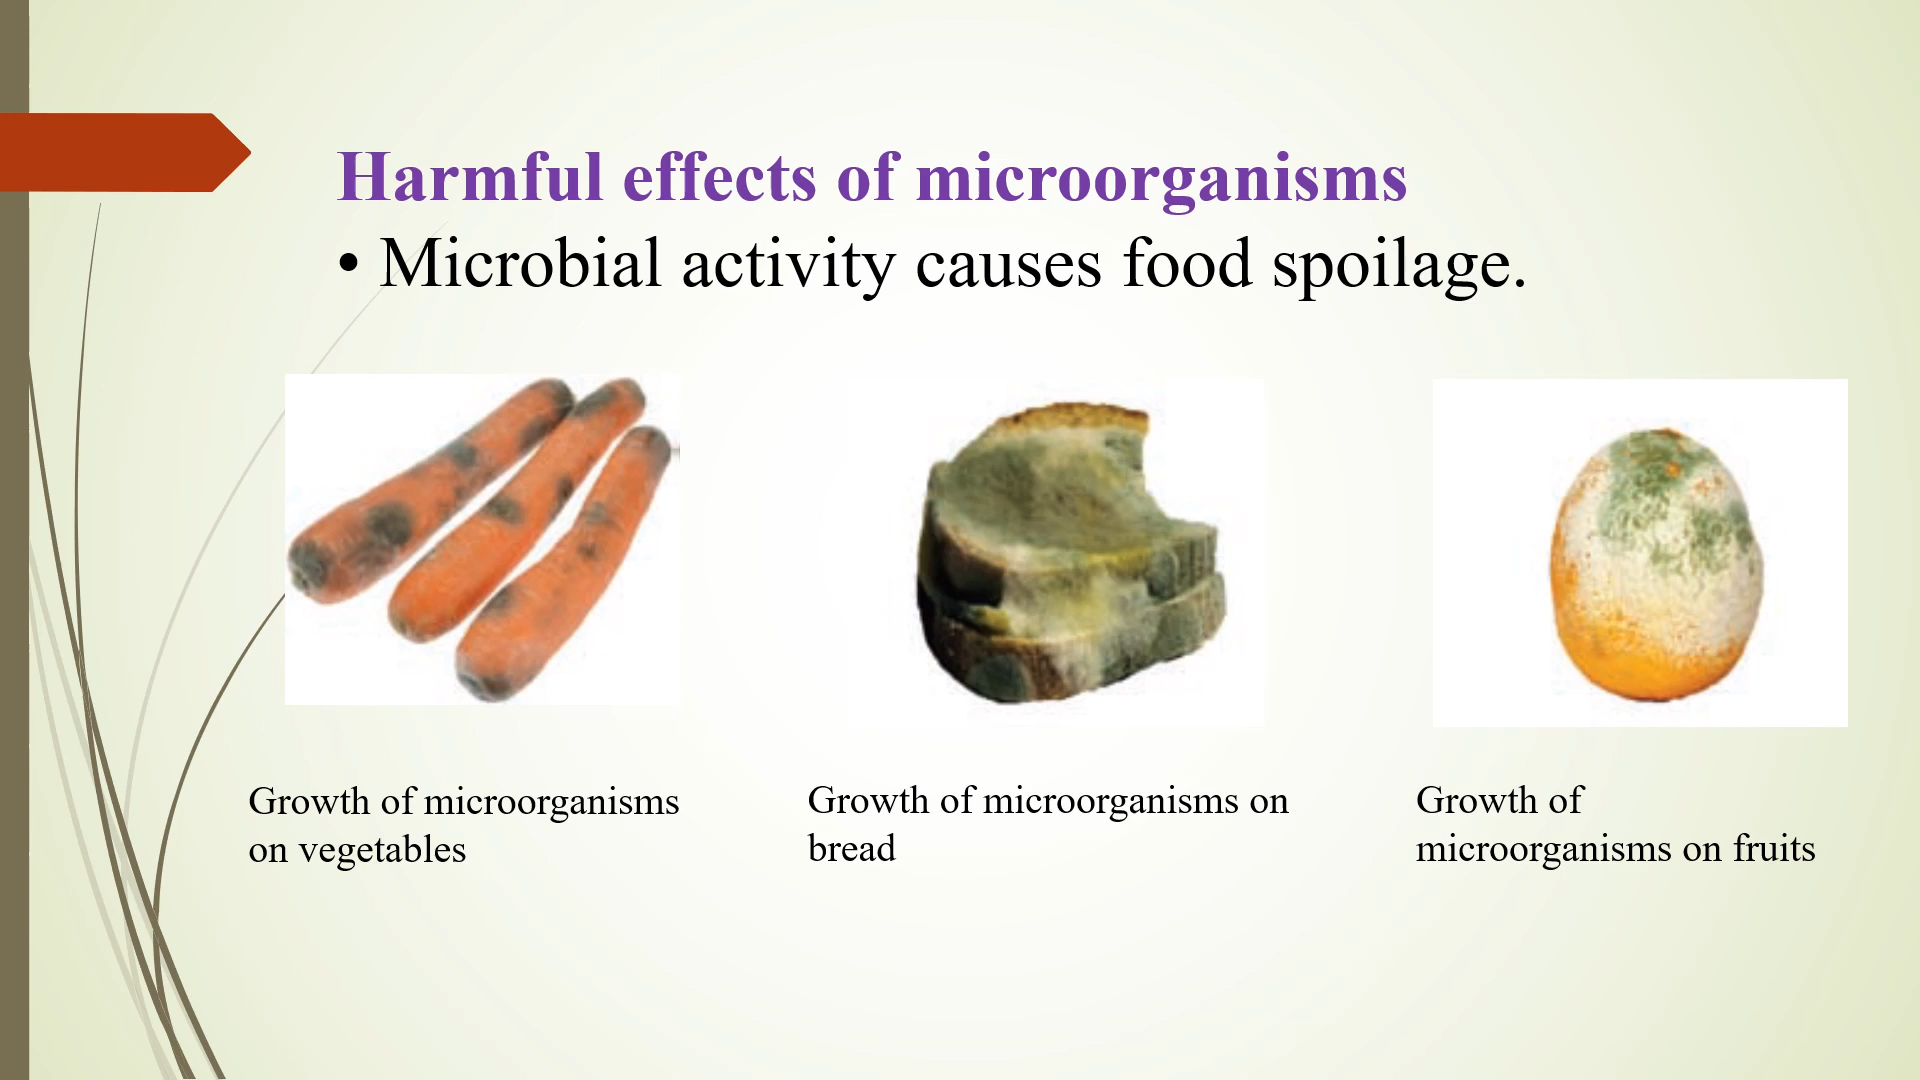 Harmful effects of microorganisms
• Microbial activity causes food spoilage.
Growth of microorganisms
on vegetables
Growth of microorganisms on
bread
Growth of
microorganisms on fruits